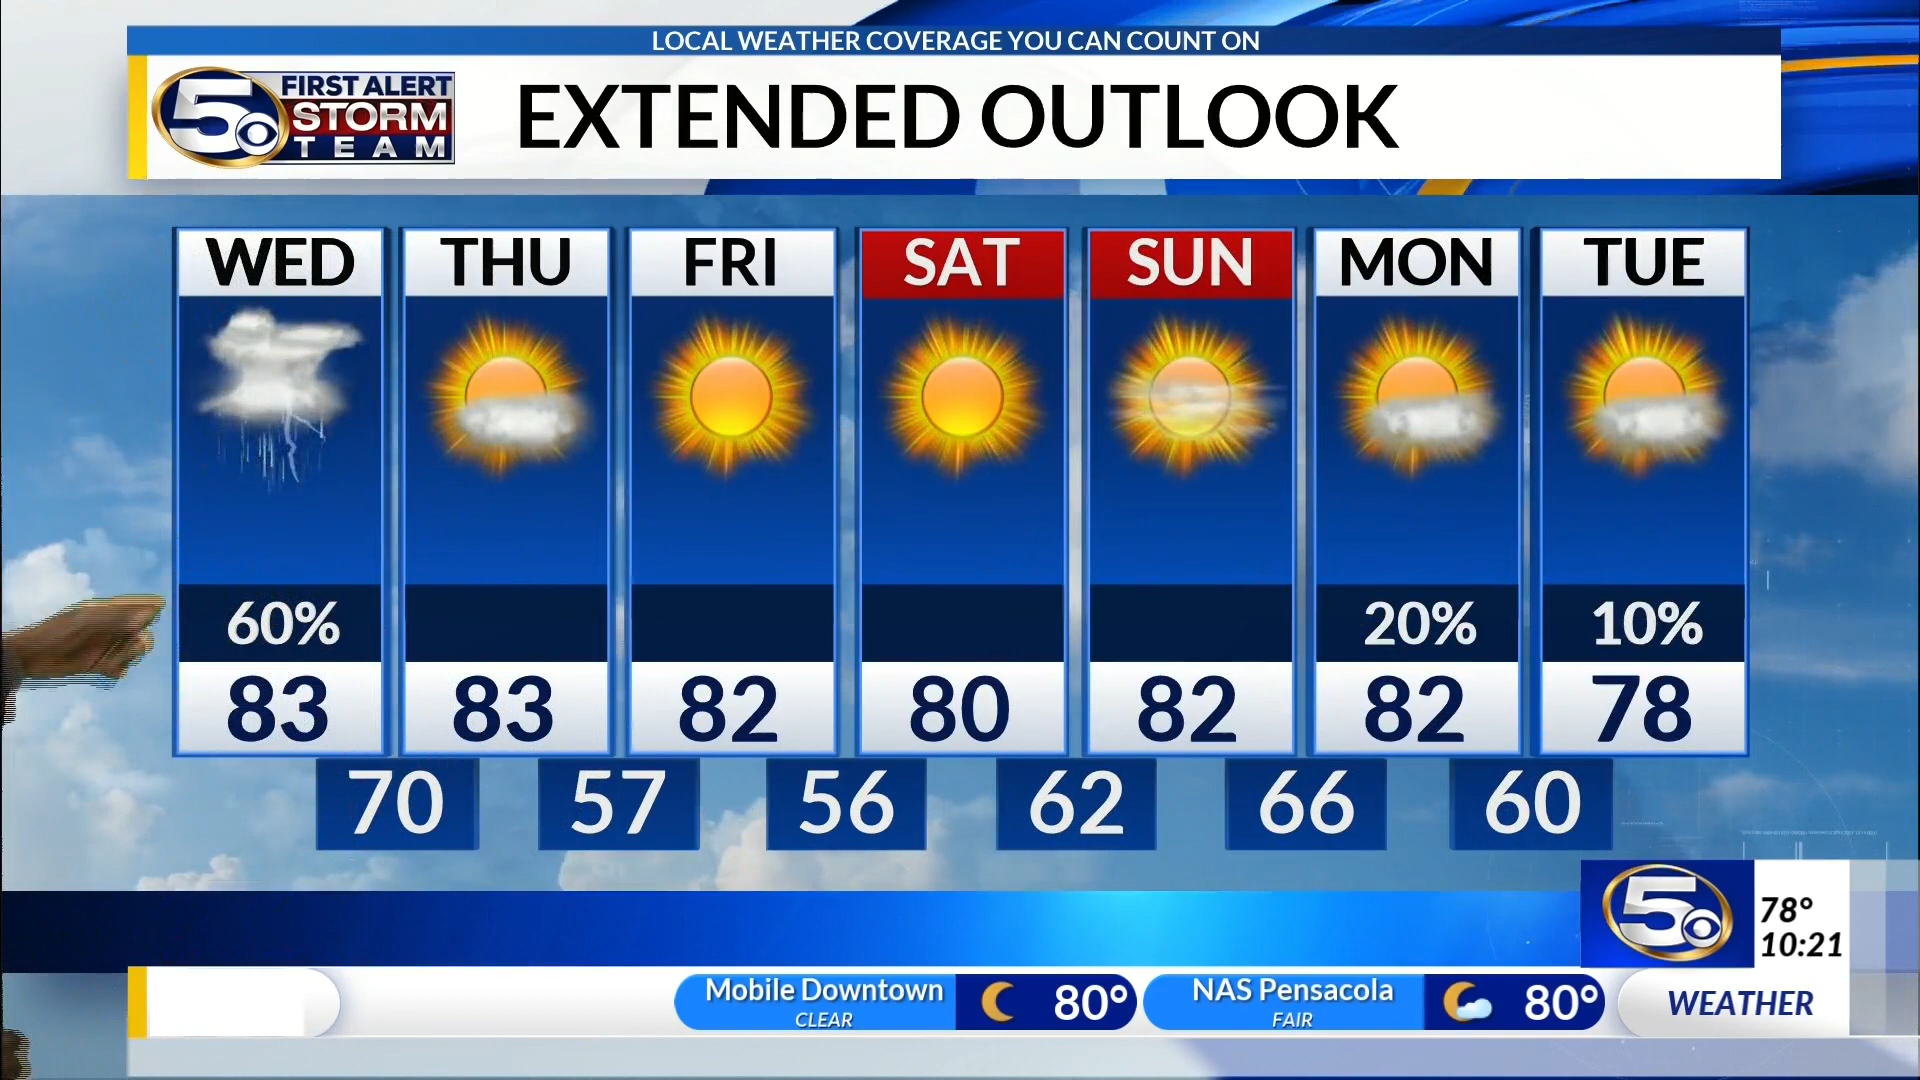 LOCAL WEATHER COVERAGE YOU CAN COUNT ON
5 FIRST ALERT
STORM
TEAM
EXTENDED OUTLOOK
WED THU FRI SAT SUN MON TUE
60% 20% 10%
83 83 82 80 82 82 78
70 57 56 62 66 60
5
78°
10:21
Mobile Downtown 80° NAS Pensacola 80°
CLEAR FAIR
WEATHER